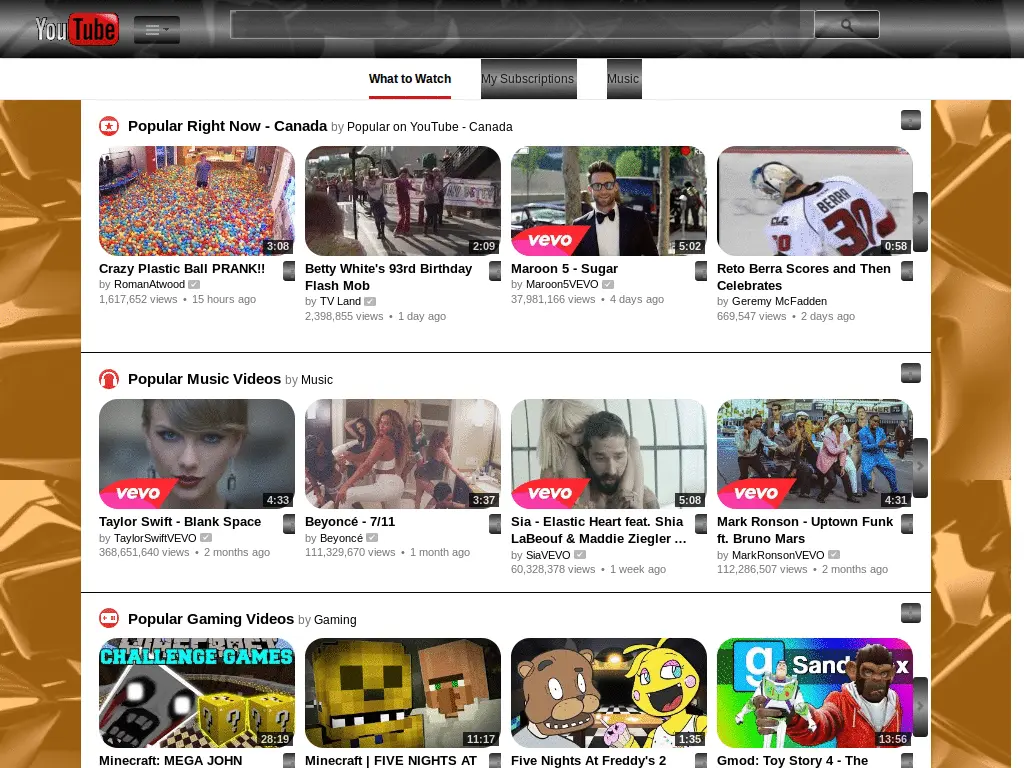 YouTube
What to Watch
My Subscriptions
Music
Popular Right Now - Canada by Popular on YouTube - Canada
3:08
2:09
vevo
5:02
BERRA
30
0:58
Crazy Plastic Ball PRANK!!
by RomanAtwood
1,617,652 views • 15 hours ago
Betty White's 93rd Birthday
Flash Mob
by TV Land
2,398,855 views • 1 day ago
Maroon 5 - Sugar
by Maroon5VEVO
37,981,166 views • 4 days ago
Reto Berra Scores and Then
Celebrates
by Geremy McFadden
669,547 views • 2 days ago
Popular Music Videos by Music
vevo
4:33
3:37
vevo
5:08
vevo
4:31
Taylor Swift - Blank Space
by TaylorSwiftVEVO
368,651,640 views • 2 months ago
Beyoncé - 7/11
by Beyoncé
111,329,670 views • 1 month ago
Sia - Elastic Heart feat. Shia
LaBeouf & Maddie Ziegler ...
by SiaVEVO
60,328,378 views • 1 week ago
Mark Ronson - Uptown Funk
ft. Bruno Mars
by MarkRonsonVEVO
112,286,507 views • 2 months ago
Popular Gaming Videos by Gaming
CHALLENGE GAMES
28:19
11:17
1:35
g
13:56
Minecraft: MEGA JOHN
Minecraft | FIVE NIGHTS AT
Five Nights At Freddy's 2
Gmod: Toy Story 4 - The